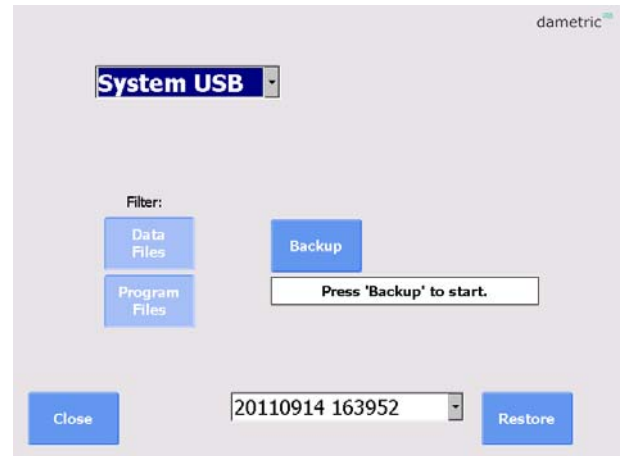 dametric
System USB
Filter:
Data
Files
Backup
Program
Files
Press 'Backup' to start.
Close
20110914 163952
Restore